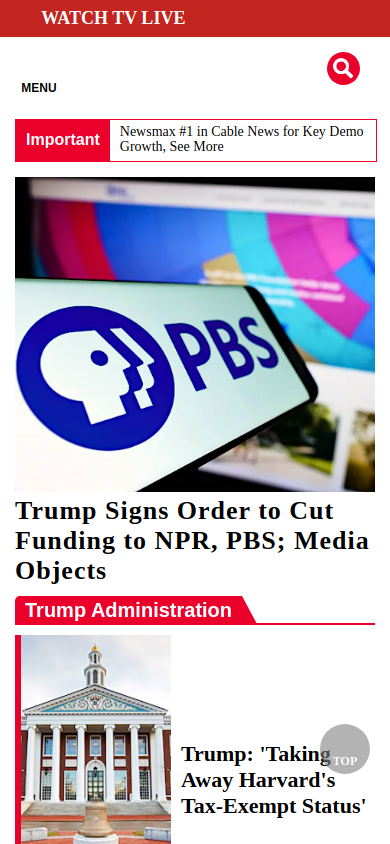 WATCH TV LIVE
MENU
Important
Newsmax #1 in Cable News for Key Demo
Growth, See More
PBS
Trump Signs Order to Cut
Funding to NPR, PBS; Media
Objects
Trump Administration
Trump: 'Taking
Away Harvard's
Tax-Exempt Status'
TOP